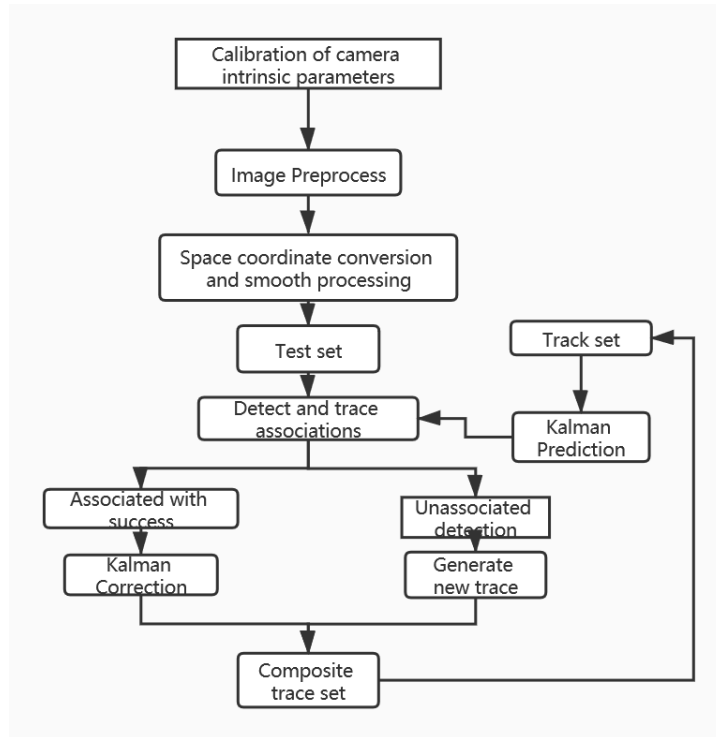 Calibration of camera
intrinsic parameters
Image Preprocess
Space coordinate conversion
and smooth processing
Test set
Track set
Detect and trace
associations
Kalman
Prediction
Associated with
success
Unassociated
detection
Kalman
Correction
Generate
new trace
Composite
trace set